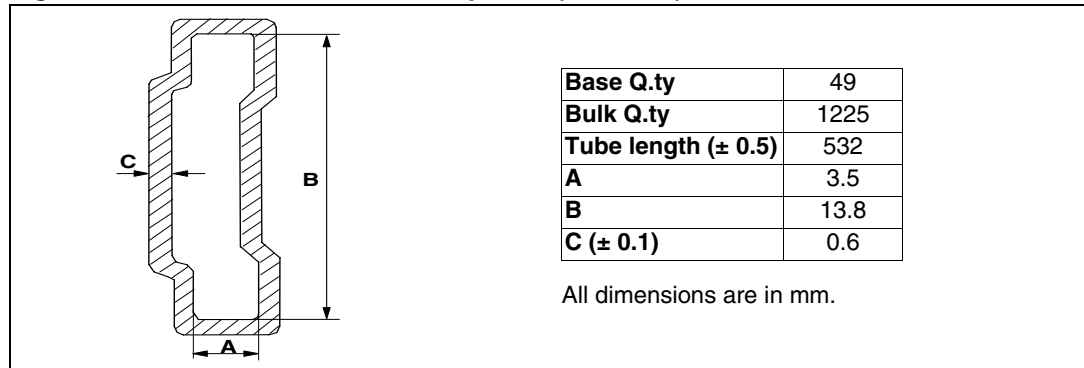 C
B
A
Base Q.ty 49
Bulk Q.ty 1225
Tube length (± 0.5) 532
A 3.5
B 13.8
C (± 0.1) 0.6
All dimensions are in mm.